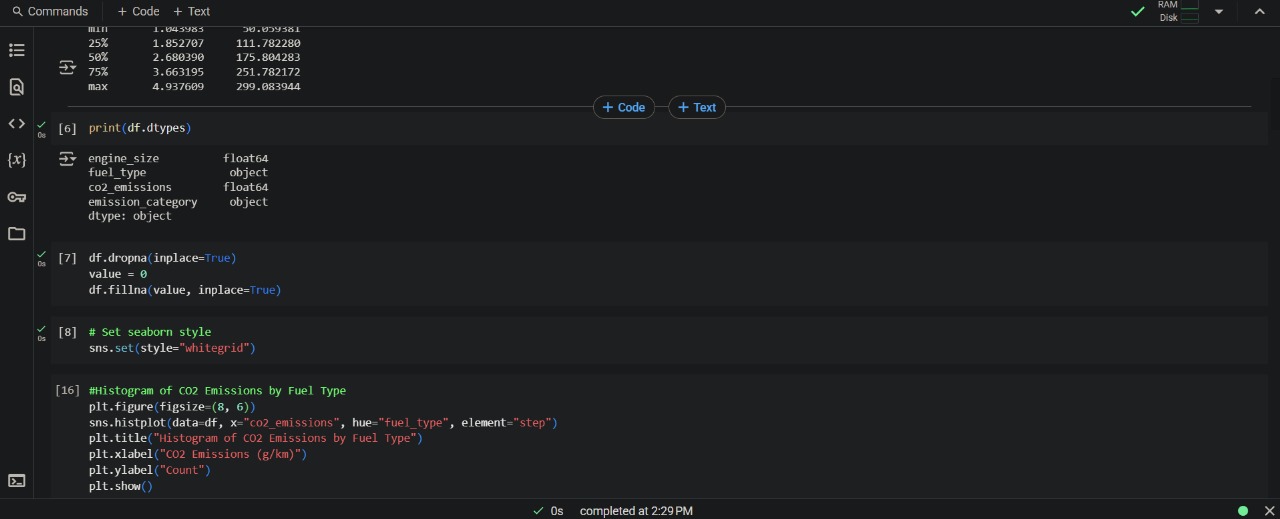 Commands + Code + Text
RAM
Disk
min 1.043983 50.059381
25% 1.852707 111.782280
50% 2.680390 175.804283
75% 3.663195 251.782172
max 4.937609 299.083944
+ Code + Text
0s [6] print(df.dtypes)
engine_size float64
fuel_type object
co2_emissions float64
emission_category object
dtype: object
0s [7] df.dropna(inplace=True)
value = 0
df.fillna(value, inplace=True)
0s [8] # Set seaborn style
sns.set(style="whitegrid")
[16] #Histogram of CO2 Emissions by Fuel Type
plt.figure(figsize=(8, 6))
sns.histplot(data=df, x="co2_emissions", hue="fuel_type", element="step")
plt.title("Histogram of CO2 Emissions by Fuel Type")
plt.xlabel("CO2 Emissions (g/km)")
plt.ylabel("Count")
plt.show()
0s completed at 2:29 PM